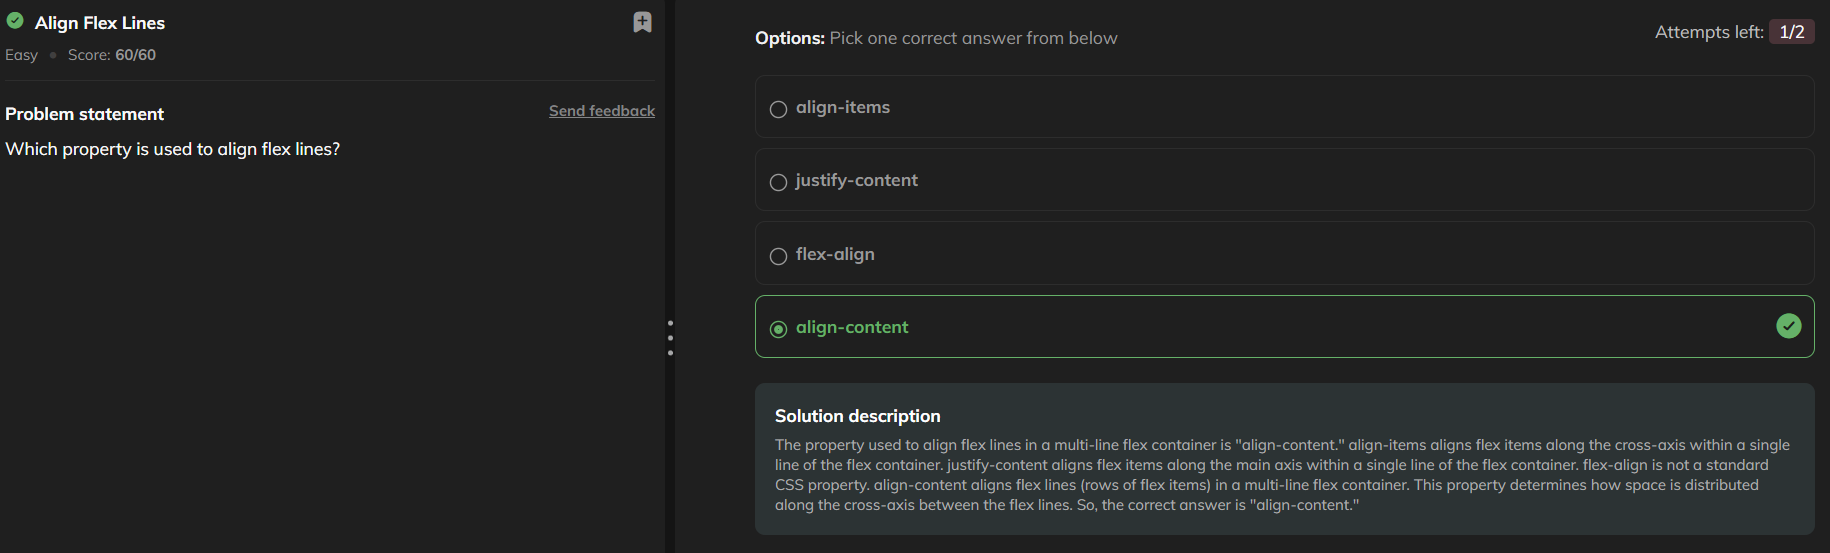 Align Flex Lines
Easy • Score: 60/60
Problem statement
Send feedback
Which property is used to align flex lines?
Options: Pick one correct answer from below
Attempts left: 1/2
align-items
justify-content
flex-align
align-content
Solution description
The property used to align flex lines in a multi-line flex container is "align-content." align-items aligns flex items along the cross-axis within a single
line of the flex container. justify-content aligns flex items along the main axis within a single line of the flex container. flex-align is not a standard
CSS property. align-content aligns flex lines (rows of flex items) in a multi-line flex container. This property determines how space is distributed
along the cross-axis between the flex lines. So, the correct answer is "align-content."